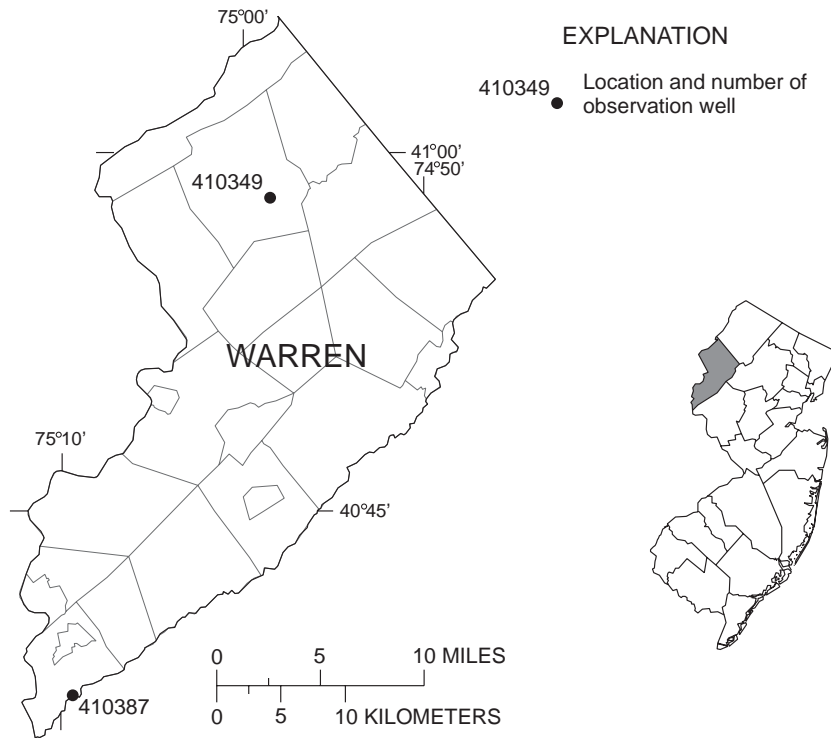 75°00'
EXPLANATION
410349
Location and number of
observation well
41°00'
74°50'
410349
WARREN
75°10'
40°45'
0 5 10 MILES
0 5 10 KILOMETERS
410387